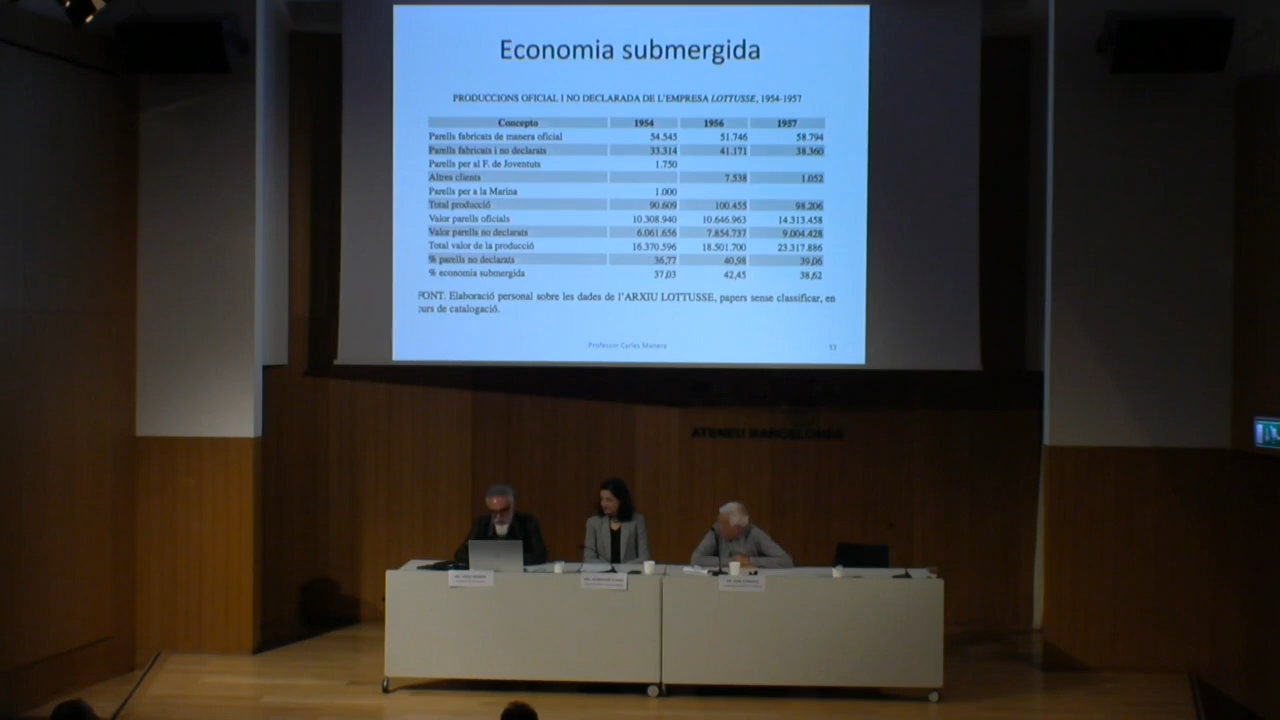 Economia submergida
PRODUCCIONS OFICIAL I NO DECLARADA DE L'EMPRESA LOTTUSSE, 1954-1957
Concepto 1954 1956 1957
Parells fabricats de manera oficial 54.545 51.746 58.794
Parells fabricats i no declarats 33.314 41.171 38.360
Parells per al F. de Joventuts 1.750
Altres clients 7.538 1.052
Parells per a la Marina 1.000
Total producció 90.609 100.455 98.206
Valor parells oficials 10.308.940 10.646.963 14.313.458
Valor parells no declarats 6.061.656 7.854.737 9.004.428
Total valor de la producció 16.370.596 18.501.700 23.317.886
% parells no declarats 36,77 40,98 39,06
% economia submergida 37,03 42,45 38,62
FONT. Elaboració personal sobre les dades de l'ARXIU LOTTUSSE, papers sense classificar, en
curs de catalogació.
Professor Carles Manera 53
ATENEU BARCELONÈS